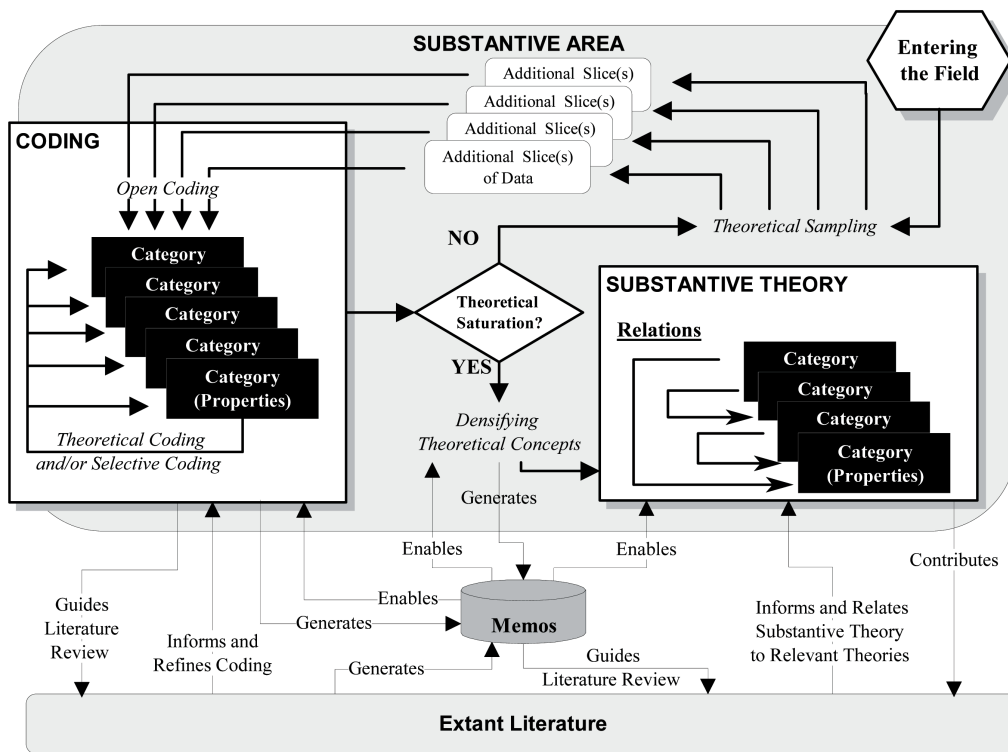 SUBSTANTIVE AREA
Entering
the Field
Additional Slice(s)
Additional Slice(s)
Additional Slice(s)
Additional Slice(s)
of Data
CODING
Open Coding
Category
Category
Category
Category
Category
(Properties)
Theoretical Coding
and/or Selective Coding
NO
Theoretical Sampling
Theoretical
Saturation?
YES
Densifying
Theoretical Concepts
SUBSTANTIVE THEORY
Relations
Category
Category
Category
Category
(Properties)
Generates
Enables
Enables
Contributes
Enables
Generates
Memos
Guides
Literature
Review
Informs and
Refines Coding
Generates
Guides
Literature Review
Informs and Relates
Substantive Theory
to Relevant Theories
Extant Literature